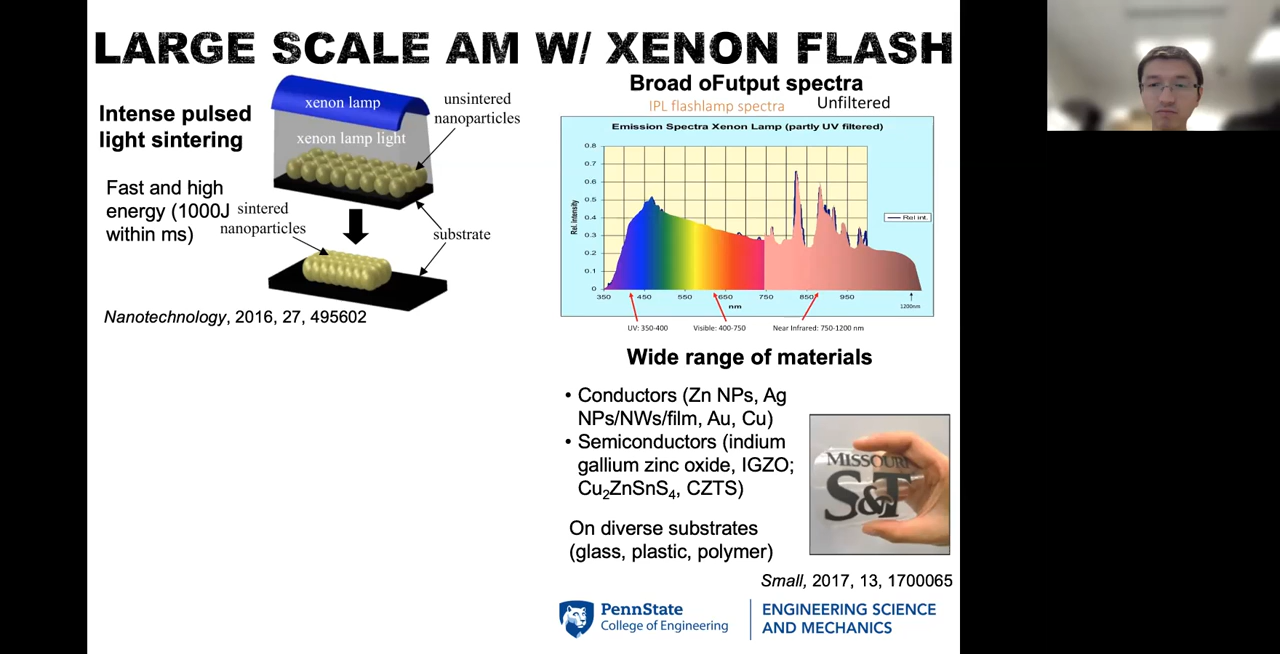 LARGE SCALE AM W/ XENON FLASH
Intense pulsed
light sintering
Fast and high
energy (1000J
within ms)
xenon lamp
xenon lamp light
unsintered
nanoparticles
sintered
nanoparticles
substrate
Nanotechnology, 2016, 27, 495602
Broad oFutput spectra
IPL flashlamp spectra
Unfiltered
Emission Spectra Xenon Lamp (partly UV filtered)
Rel. intensity
0.8
0.7
0.6
0.5
0.4
0.3
0.2
0.1
0
350 450 550 650 750 850 950
nm
1200nm
Rel int.
UV: 350-400
Visible: 400-750
Near Infrared: 750-1200 nm
Wide range of materials
• Conductors (Zn NPs, Ag
NPs/NWs/film, Au, Cu)
• Semiconductors (indium
gallium zinc oxide, IGZO;
Cu₂ZnSnS₄, CZTS)
On diverse substrates
(glass, plastic, polymer)
MISSOURI
S&T
Small, 2017, 13, 1700065
PennState
College of Engineering
ENGINEERING SCIENCE
AND MECHANICS